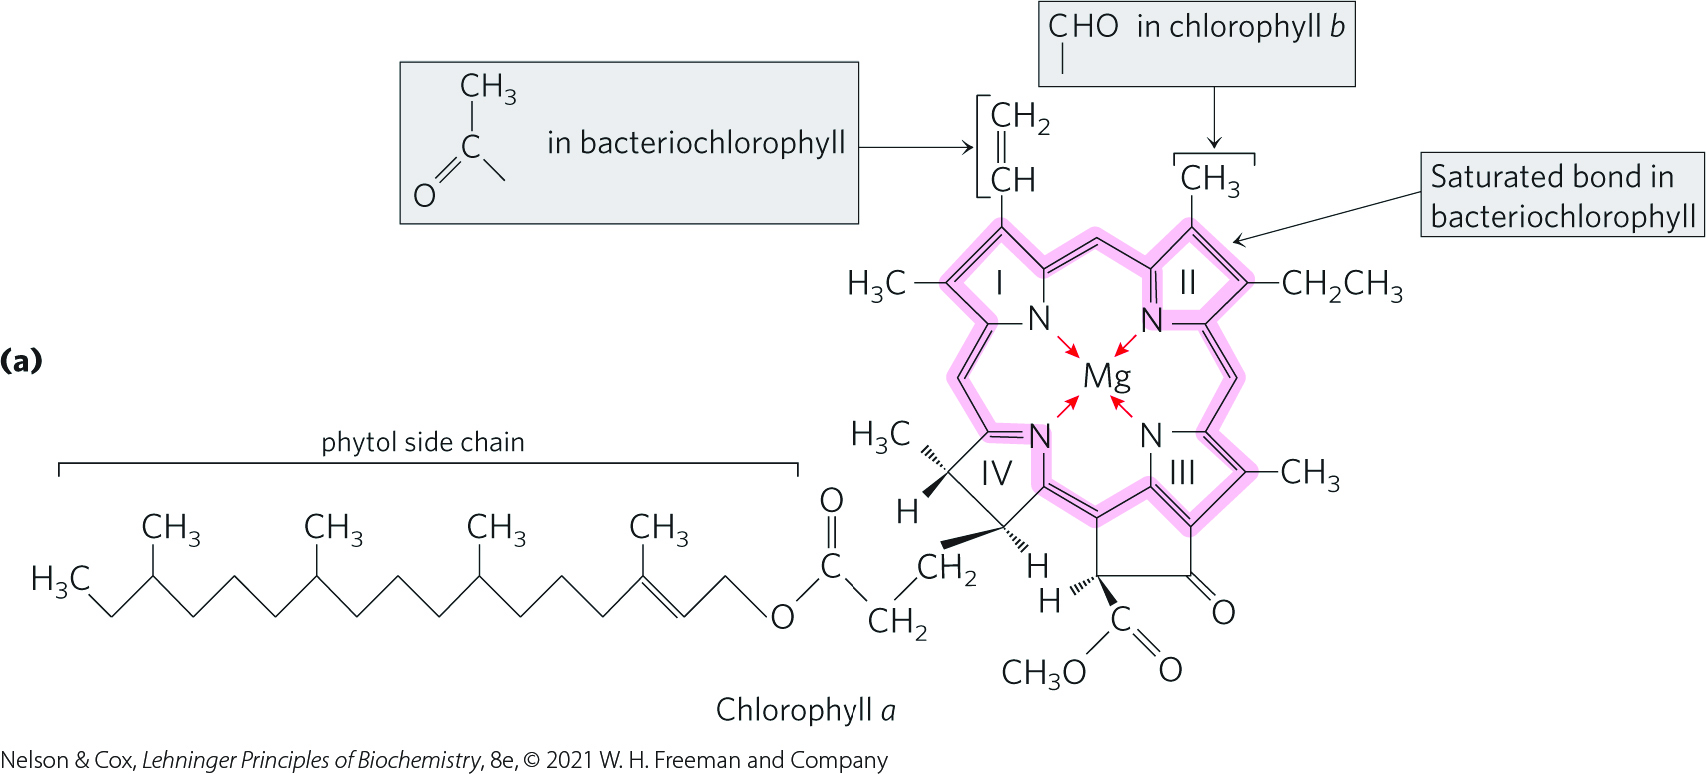 CHO in chlorophyll b
CH3
C
O
in bacteriochlorophyll
CH2
CH
CH3
Saturated bond in
bacteriochlorophyll
H3C
I
II
CH2CH3
N
N
(a)
Mg
phytol side chain
H3C
N
N
IV
III
CH3
H
O
CH3
CH3
CH3
CH3
H3C
C
CH2
H
H
O
CH2
C
O
CH3O
O
Chlorophyll a
Nelson & Cox, Lehninger Principles of Biochemistry, 8e, © 2021 W. H. Freeman and Company